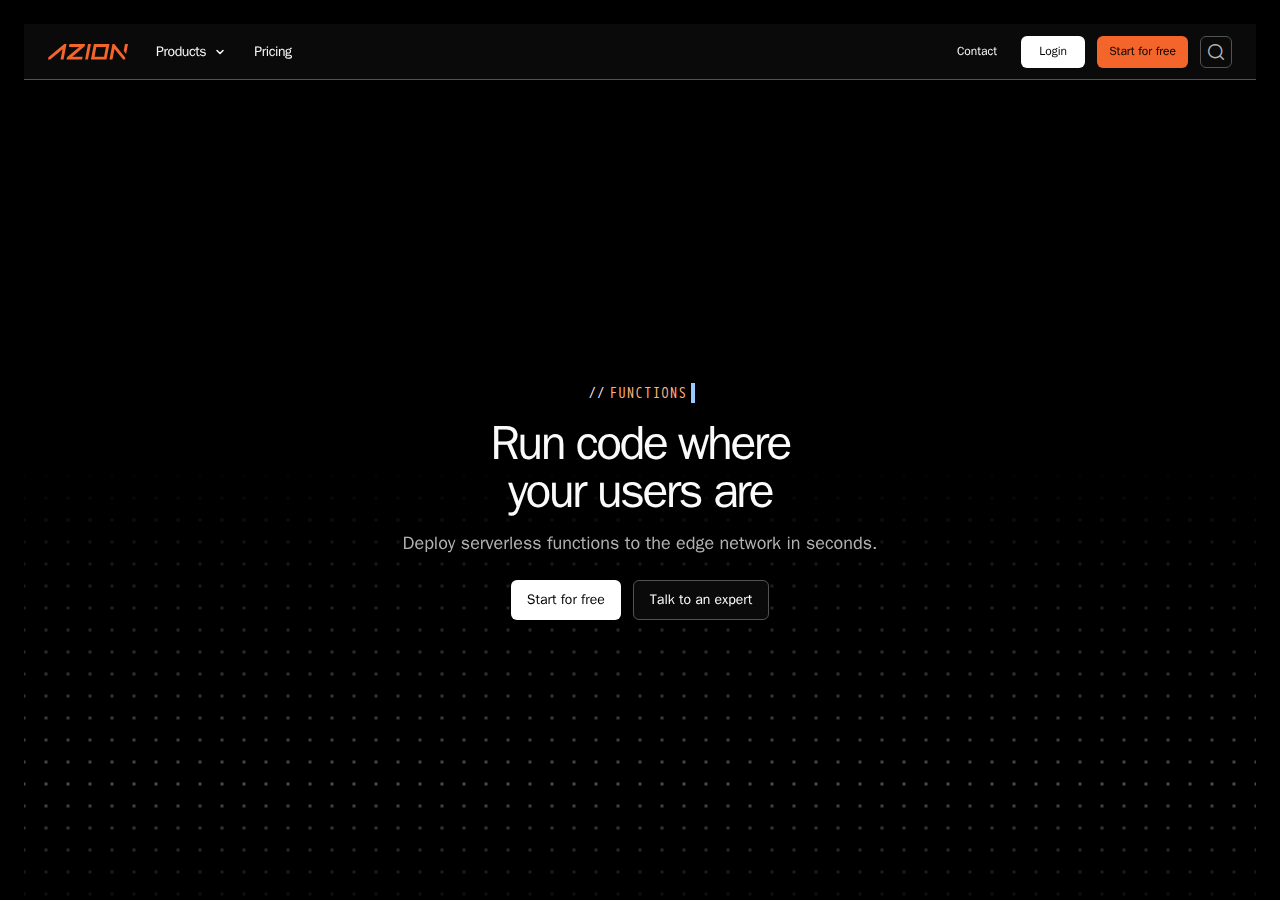 AZION
Products
Pricing
Contact
Login
Start for free
// FUNCTIONS
Run code where
your users are
Deploy serverless functions to the edge network in seconds.
Start for free
Talk to an expert